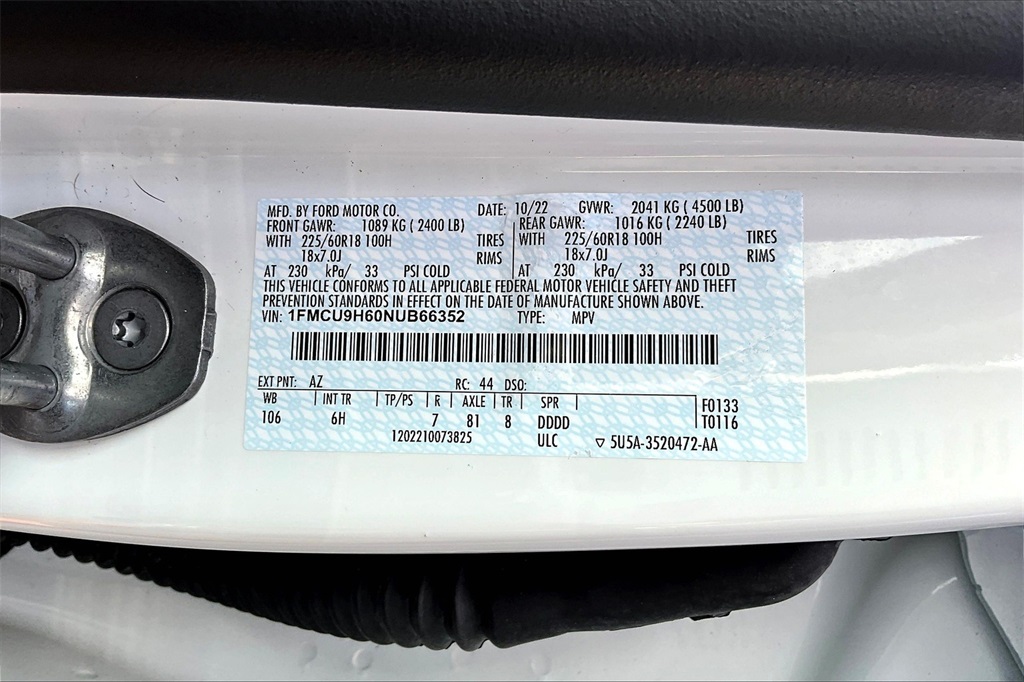 MFD. BY FORD MOTOR CO. DATE: 10/22 GVWR: 2041 KG ( 4500 LB)
FRONT GAWR: 1089 KG ( 2400 LB) REAR GAWR: 1016 KG ( 2240 LB)
WITH 225/60R18 100H TIRES WITH 225/60R18 100H TIRES
18x7.0J RIMS 18x7.0J RIMS
AT 230 kPa/ 33 PSI COLD AT 230 kPa/ 33 PSI COLD
THIS VEHICLE CONFORMS TO ALL APPLICABLE FEDERAL MOTOR VEHICLE SAFETY AND THEFT
PREVENTION STANDARDS IN EFFECT ON THE DATE OF MANUFACTURE SHOWN ABOVE.
VIN: 1FMCU9H60NUB66352 TYPE: MPV
EXT PNT: AZ RC: 44 DSO:
WB INT TR TP/PS R AXLE TR SPR F0133
106 6H 7 81 8 DDDD T0116
1202210073825 ULC ▽ 5U5A-3520472-AA